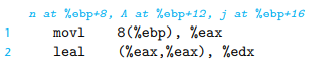 n at %ebp+8, A at %ebp+12, j at %ebp+16
1 movl 8(%ebp), %eax
2 leal (%eax,%eax), %edx